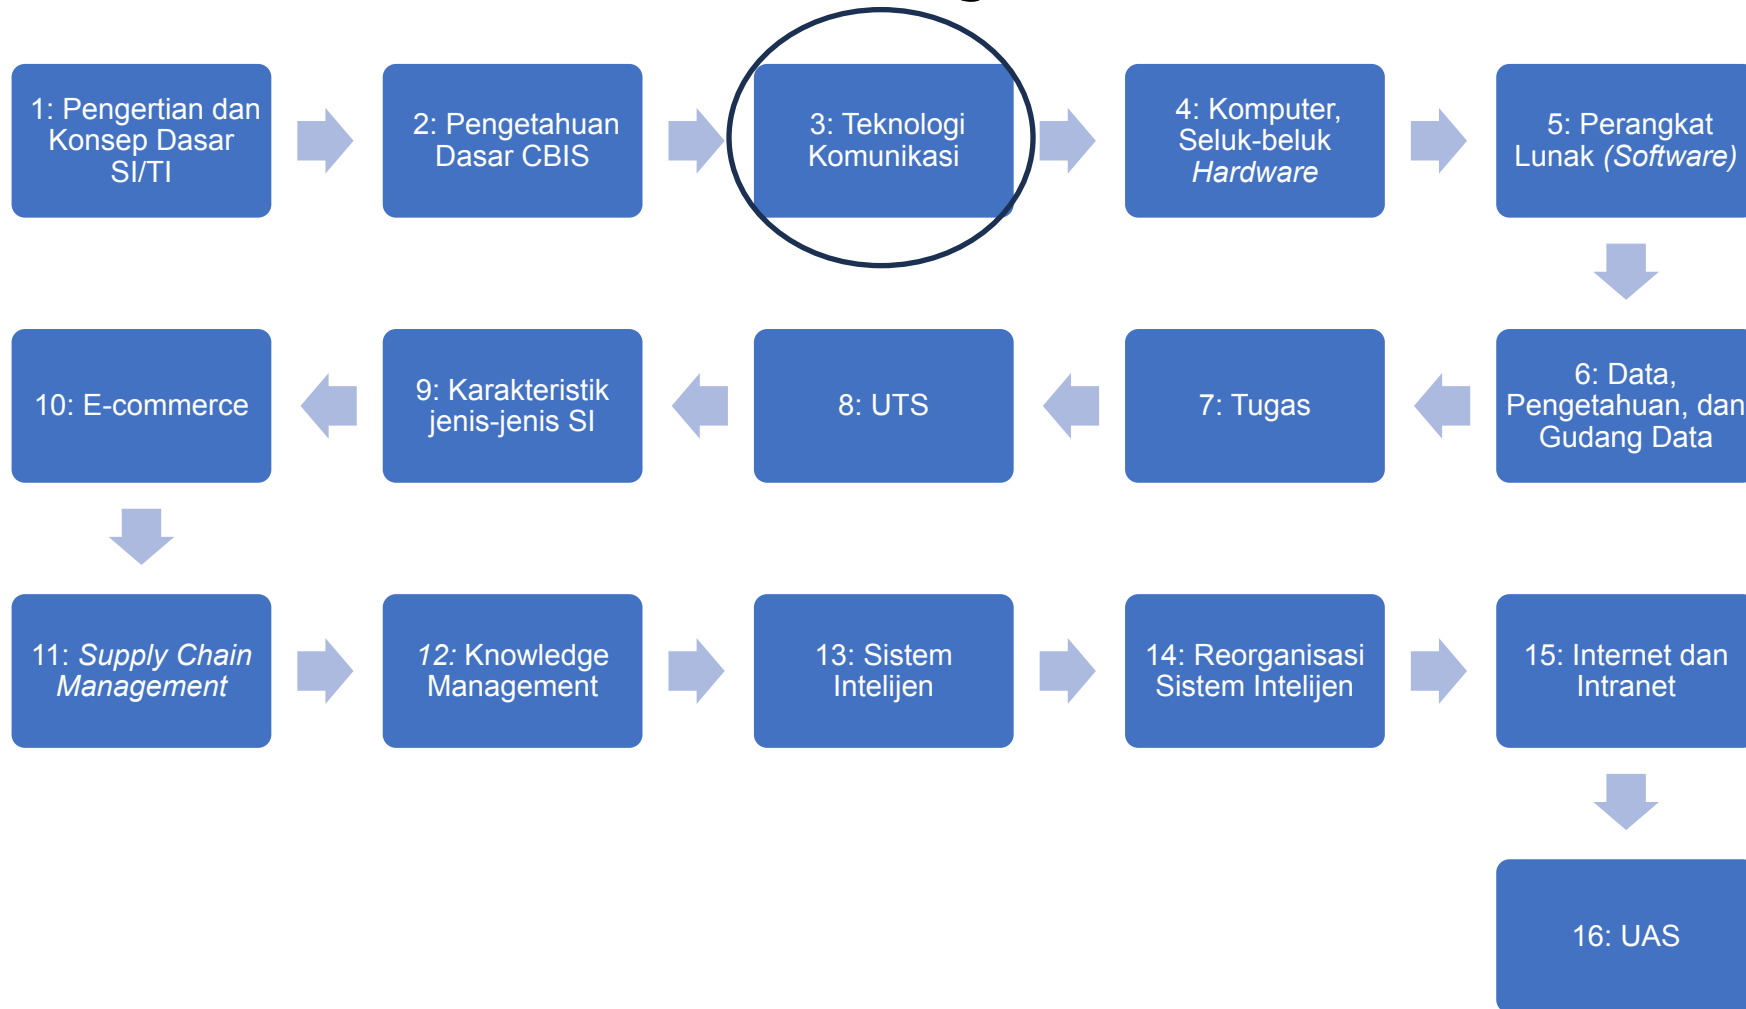 1: Pengertian dan
Konsep Dasar
SI/TI
2: Pengetahuan
Dasar CBIS
3: Teknologi
Komunikasi
4: Komputer,
Seluk-beluk
Hardware
5: Perangkat
Lunak (Software)
6: Data,
Pengetahuan, dan
Gudang Data
7: Tugas
8: UTS
9: Karakteristik
jenis-jenis SI
10: E-commerce
11: Supply Chain
Management
12: Knowledge
Management
13: Sistem
Intelijen
14: Reorganisasi
Sistem Intelijen
15: Internet dan
Intranet
16: UAS